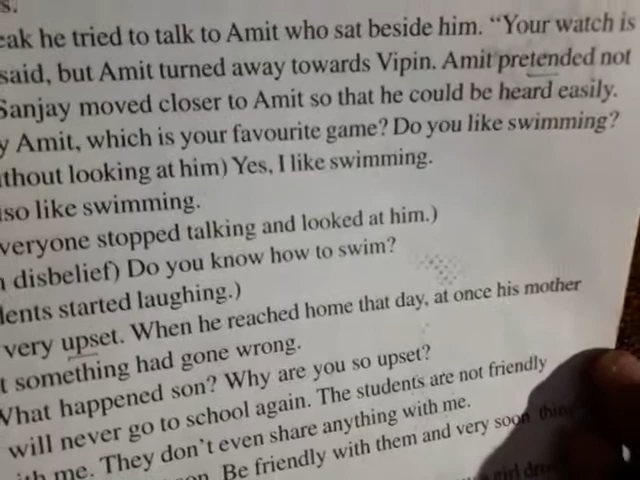 s.
eak he tried to talk to Amit who sat beside him. “Your watch is
said, but Amit turned away towards Vipin. Amit pretended not
Sanjay moved closer to Amit so that he could be heard easily.
y Amit, which is your favourite game? Do you like swimming?
thout looking at him) Yes, I like swimming.
lso like swimming.
veryone stopped talking and looked at him.)
n disbelief) Do you know how to swim?
dents started laughing.)
very upset. When he reached home that day, at once his mother
t something had gone wrong.
What happened son? Why are you so upset?
will never go to school again. The students are not friendly
ith me. They don’t even share anything with me.
on. Be friendly with them and very soon thin
girl